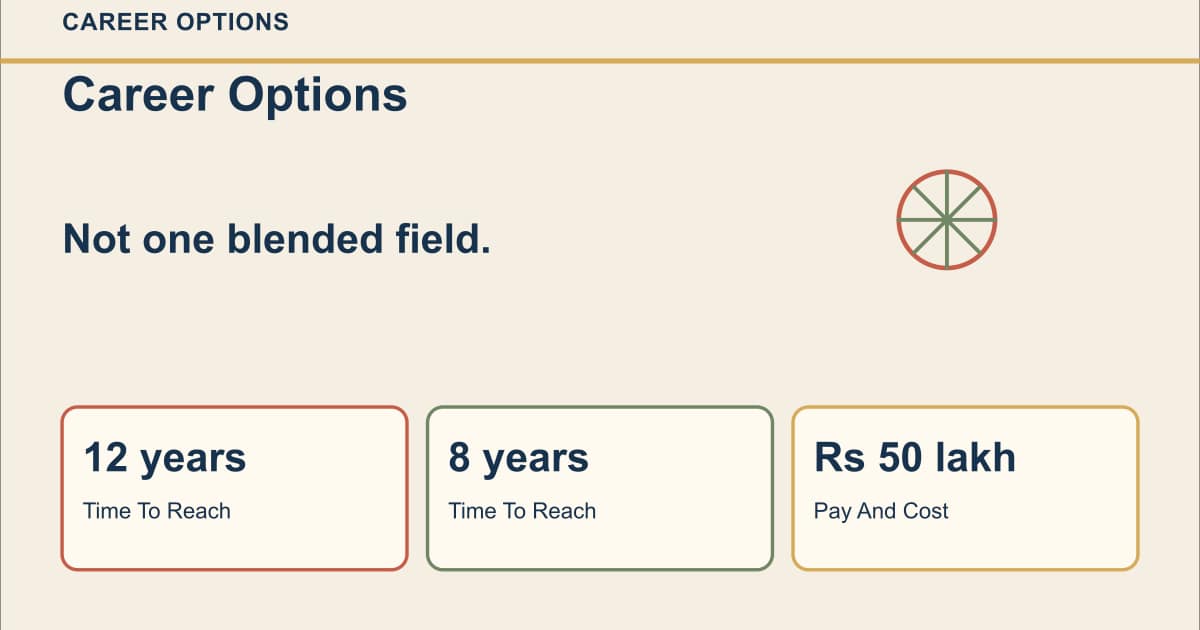 CAREER OPTIONS
Career Options
Not one blended field.
12 years
Time To Reach
8 years
Time To Reach
Rs 50 lakh
Pay And Cost